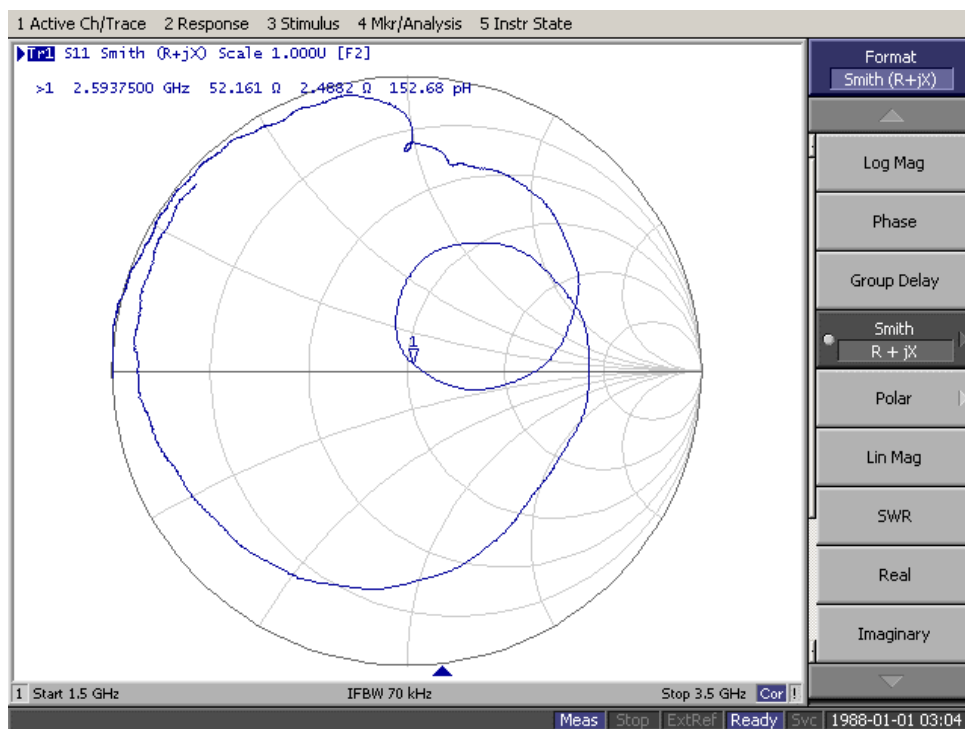 1 Active Ch/Trace 2 Response 3 Stimulus 4 Mkr/Analysis 5 Instr State
Tr1 S11 Smith (R+jX) Scale 1.000U [F2]
>1 2.5937500 GHz 52.161 Ω 2.4882 Ω 152.68 pH
1
1 Start 1.5 GHz IFBW 70 kHz Stop 3.5 GHz Cor !
Format
Smith (R+jX)
Log Mag
Phase
Group Delay
Smith
R + jX
Polar
Lin Mag
SWR
Real
Imaginary
Meas Stop ExtRef Ready Svc 1988-01-01 03:04